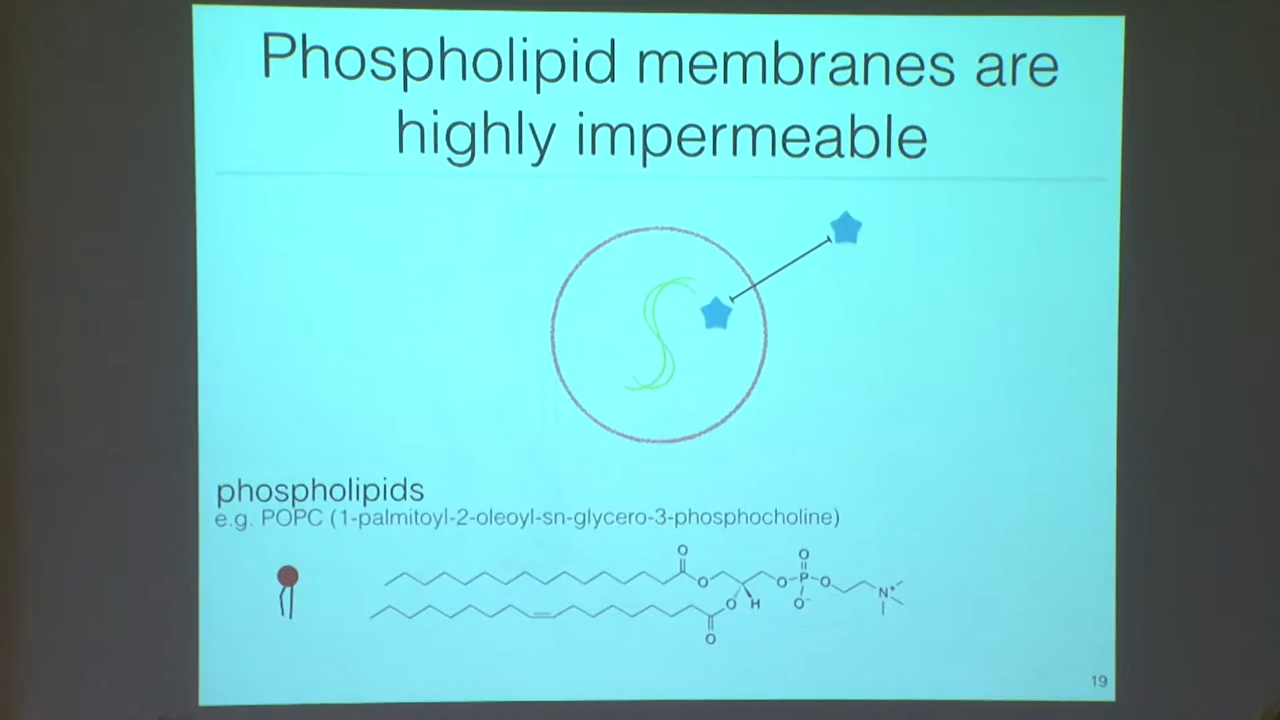 Phospholipid membranes are
highly impermeable
phospholipids
e.g. POPC (1-palmitoyl-2-oleoyl-sn-glycero-3-phosphocholine)
O
O
O
O
P
O
N+
O
H
O-
O
19